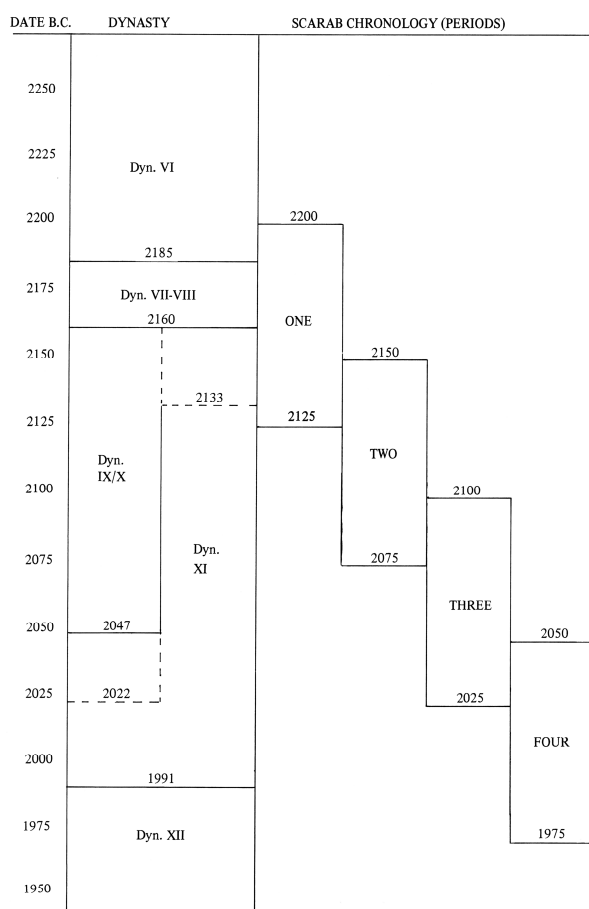 DATE B.C. DYNASTY SCARAB CHRONOLOGY (PERIODS)
2250
2225
Dyn. VI
2200
2200
2185
2175
Dyn. VII-VIII
2160
ONE
2150
2150
2133
2125
2125
TWO
Dyn.
IX/X
2100
2100
Dyn.
XI
2075
2075
THREE
2050
2047
2050
2025
2022
2025
FOUR
2000
1991
1975
Dyn. XII
1975
1950